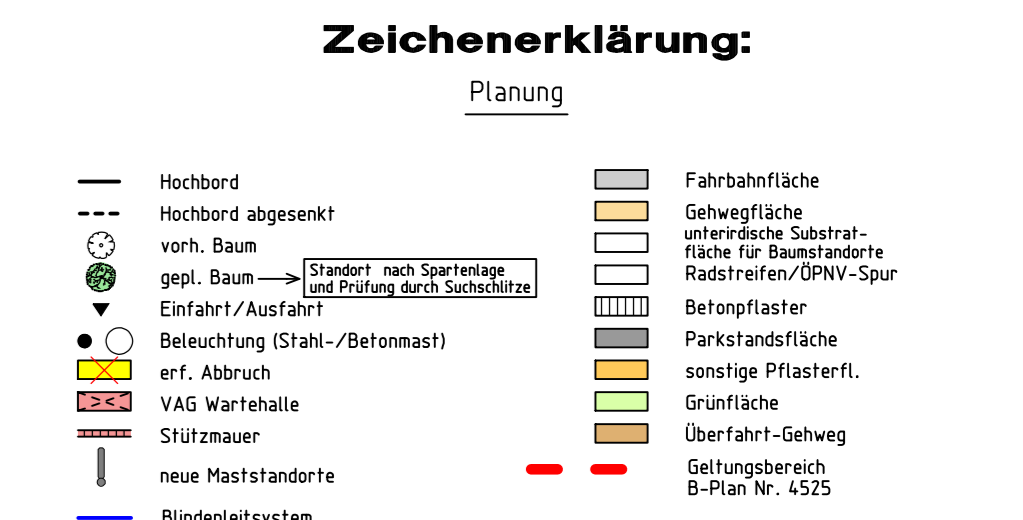 Zeichenerklärung:
Planung
Hochbord
Hochbord abgesenkt
vorh. Baum
gepl. Baum
Standort nach Spartenlage
und Prüfung durch Suchschlitze
Einfahrt/Ausfahrt
Beleuchtung (Stahl-/Betonmast)
erf. Abbruch
VAG Wartehalle
Stützmauer
neue Maststandorte
Blindenleitsystem
Fahrbahnfläche
Gehwegfläche
unterirdische Substrat-
fläche für Baumstandorte
Radstreifen/ÖPNV-Spur
Betonpflaster
Parkstandsfläche
sonstige Pflasterfl.
Grünfläche
Überfahrt-Gehweg
Geltungsbereich
B-Plan Nr. 4525